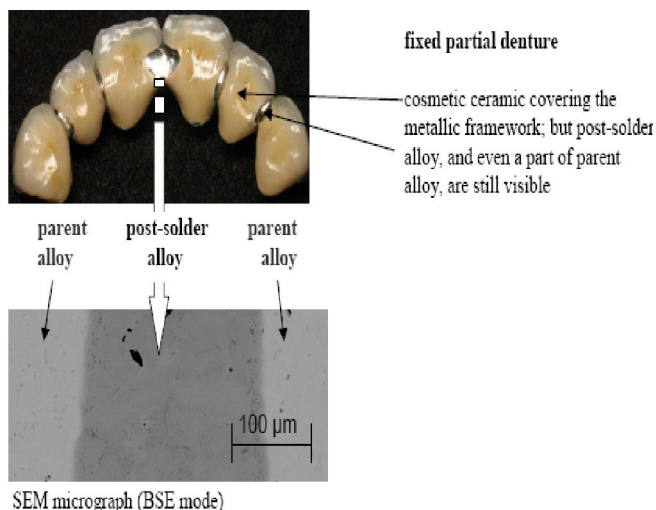 fixed partial denture
cosmetic ceramic covering the
metallic framework; but post-solder
alloy, and even a part of parent
alloy, are still visible
parent
alloy
post-solder
alloy
parent
alloy
100 µm
SEM micrograph (BSE mode)